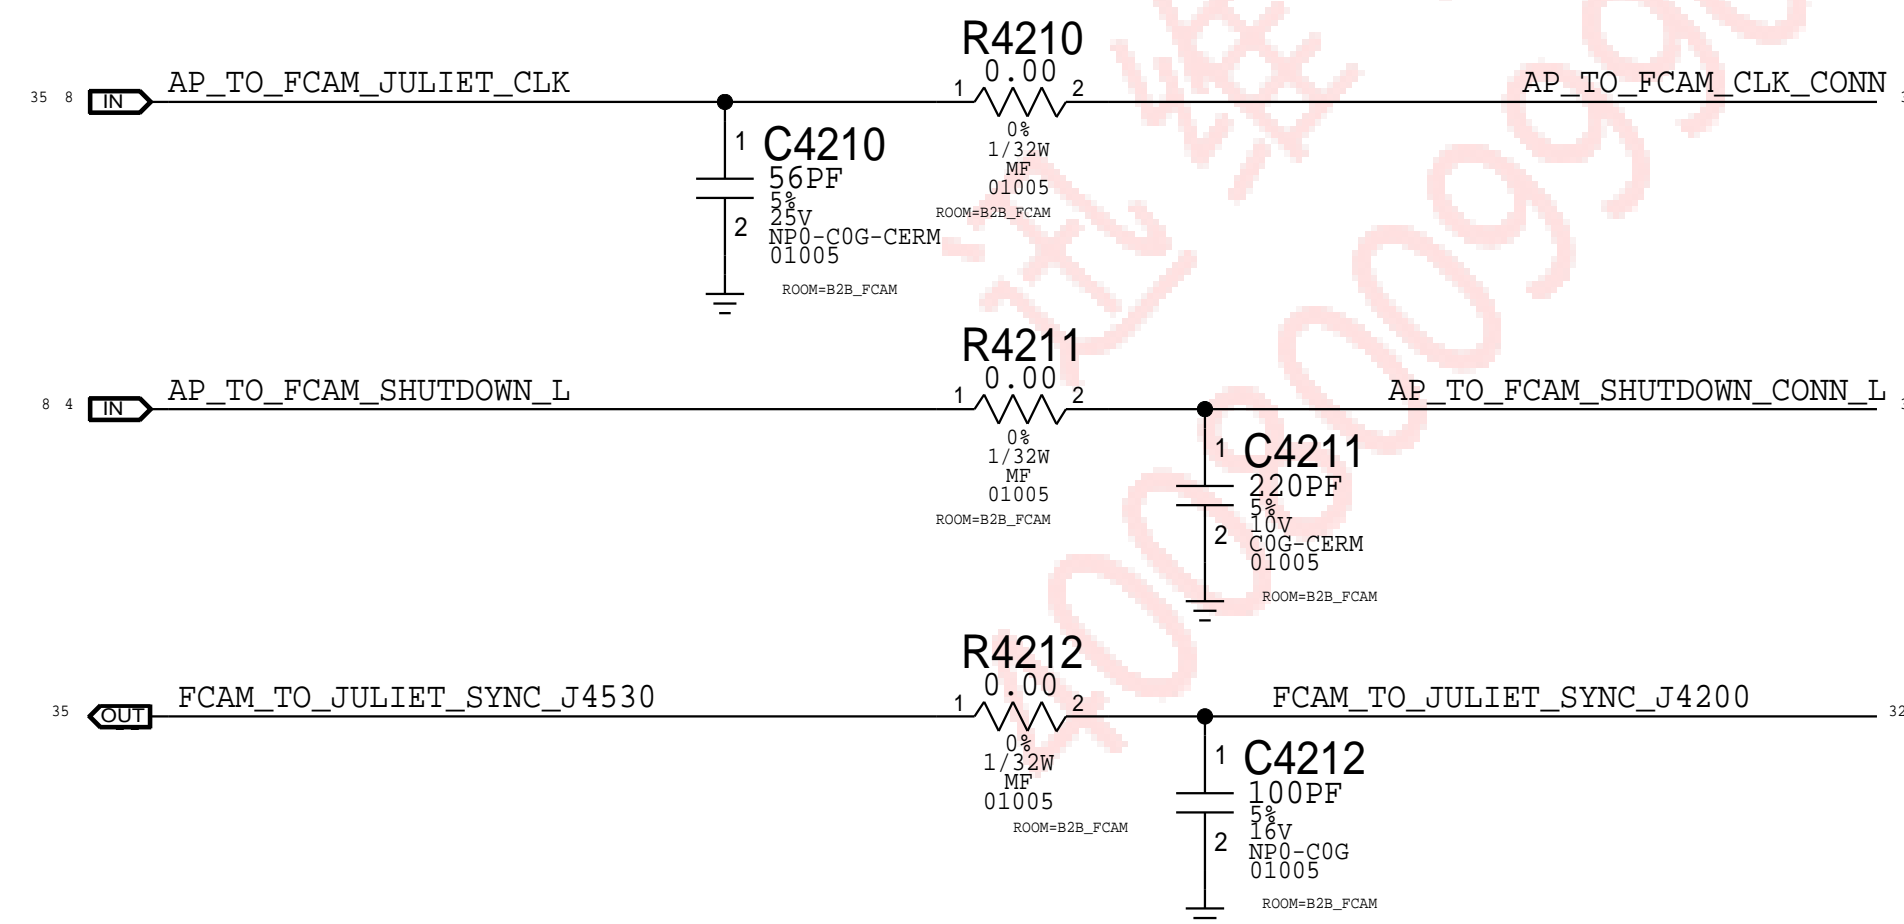 R4210
0.00
35 8 IN AP_TO_FCAM_JULIET_CLK 1 2 AP_TO_FCAM_CLK_CONN
0%
1/32W
MF
01005
ROOM=B2B_FCAM
1 C4210
56PF
5%
25V
2 NP0-C0G-CERM
01005
ROOM=B2B_FCAM
R4211
0.00
8 4 IN AP_TO_FCAM_SHUTDOWN_L 1 2 AP_TO_FCAM_SHUTDOWN_CONN_L
0%
1/32W
MF
01005
ROOM=B2B_FCAM
1 C4211
220PF
5%
10V
2 C0G-CERM
01005
ROOM=B2B_FCAM
R4212
0.00
35 OUT FCAM_TO_JULIET_SYNC_J4530 1 2 FCAM_TO_JULIET_SYNC_J4200 32
0%
1/32W
MF
01005
ROOM=B2B_FCAM
1 C4212
100PF
5%
16V
2 NP0-C0G
01005
ROOM=B2B_FCAM
迅维
400800990